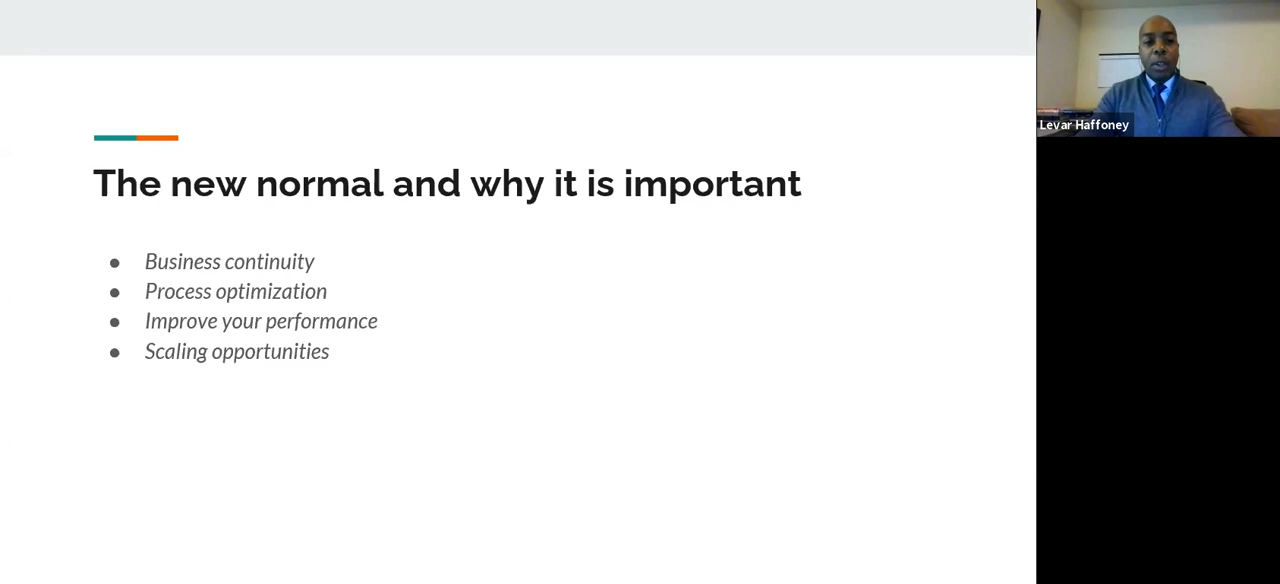 The new normal and why it is important
● Business continuity
● Process optimization
● Improve your performance
● Scaling opportunities
Levar Haffoney